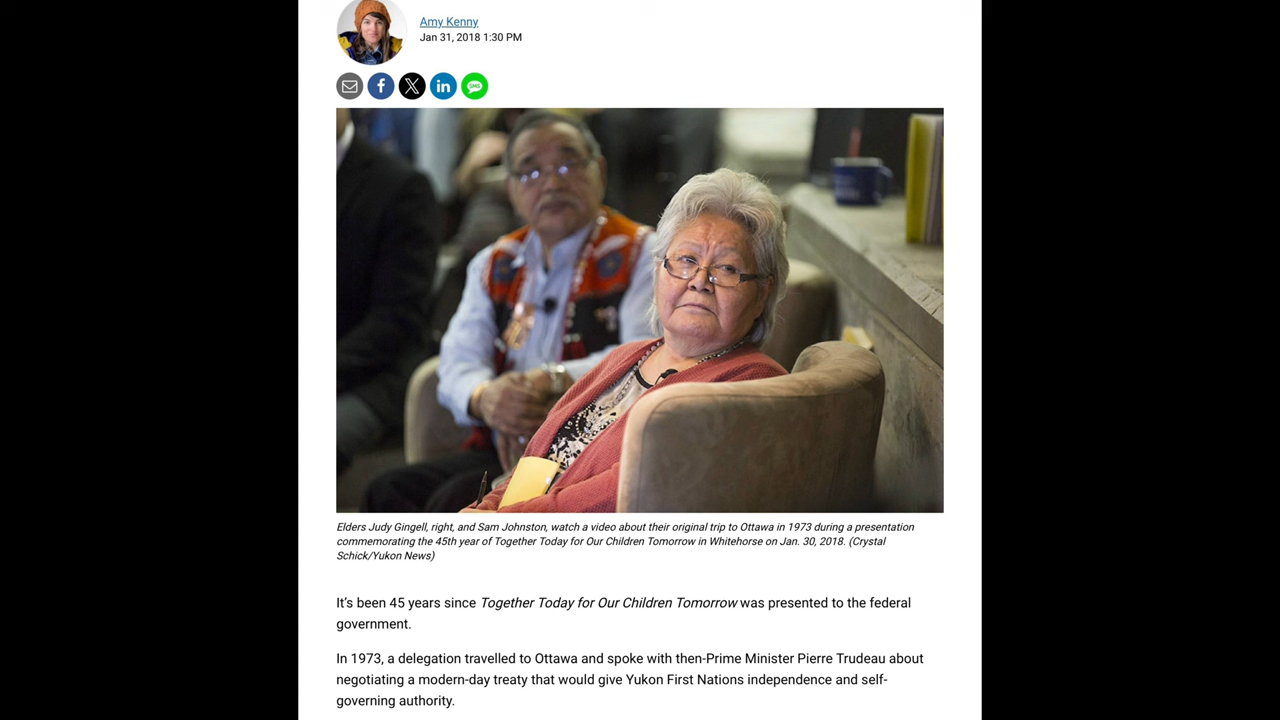 Amy Kenny
Jan 31, 2018 1:30 PM
SMS
Elders Judy Gingell, right, and Sam Johnston, watch a video about their original trip to Ottawa in 1973 during a presentation
commemorating the 45th year of Together Today for Our Children Tomorrow in Whitehorse on Jan. 30, 2018. (Crystal
Schick/Yukon News)
It’s been 45 years since Together Today for Our Children Tomorrow was presented to the federal
government.
In 1973, a delegation travelled to Ottawa and spoke with then-Prime Minister Pierre Trudeau about
negotiating a modern-day treaty that would give Yukon First Nations independence and self-
governing authority.